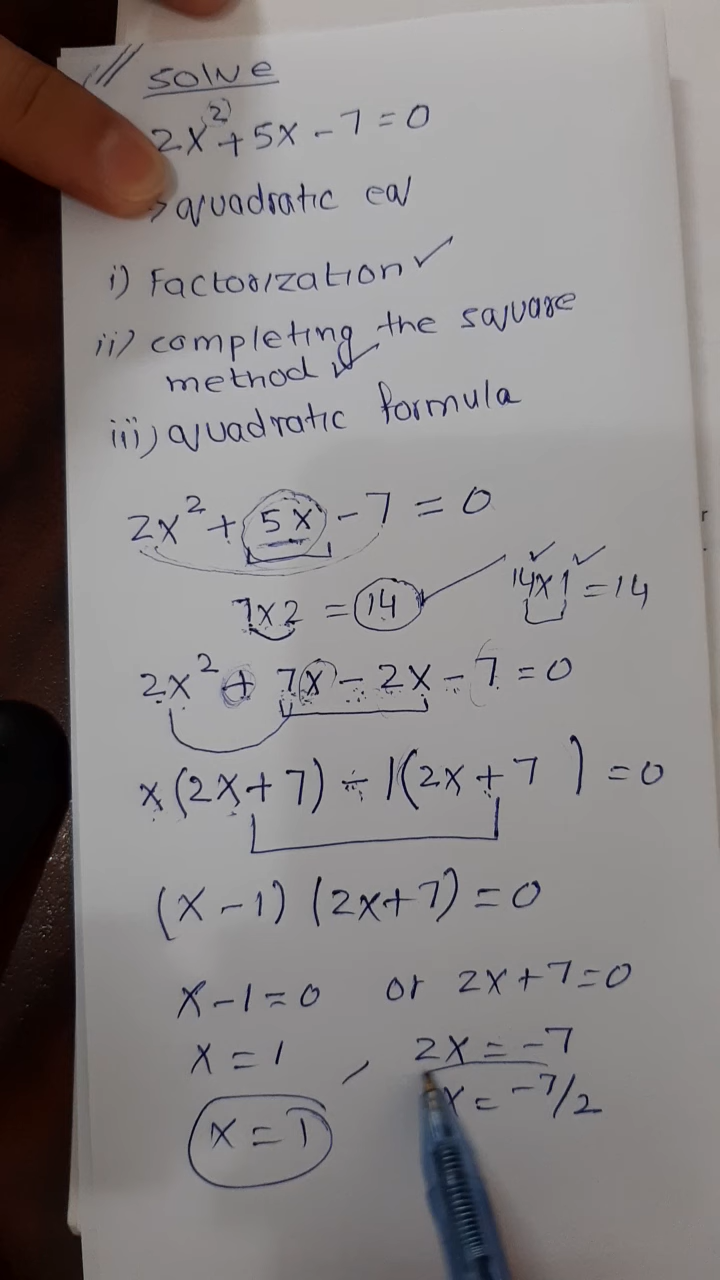 Solve
2x²+5x-7=0
> quadratic eq
i) Factorization ✓
ii) completing the square
method ✓
iii) quadratic formula
2x²+5x-7=0
7x2 = 14 14x1=14
2x²+7x-2x-7=0
x(2x+7)-1(2x+7)=0
(x-1)(2x+7)=0
x-1=0 or 2x+7=0
x=1 , 2x=-7
x=1 x=-7/2